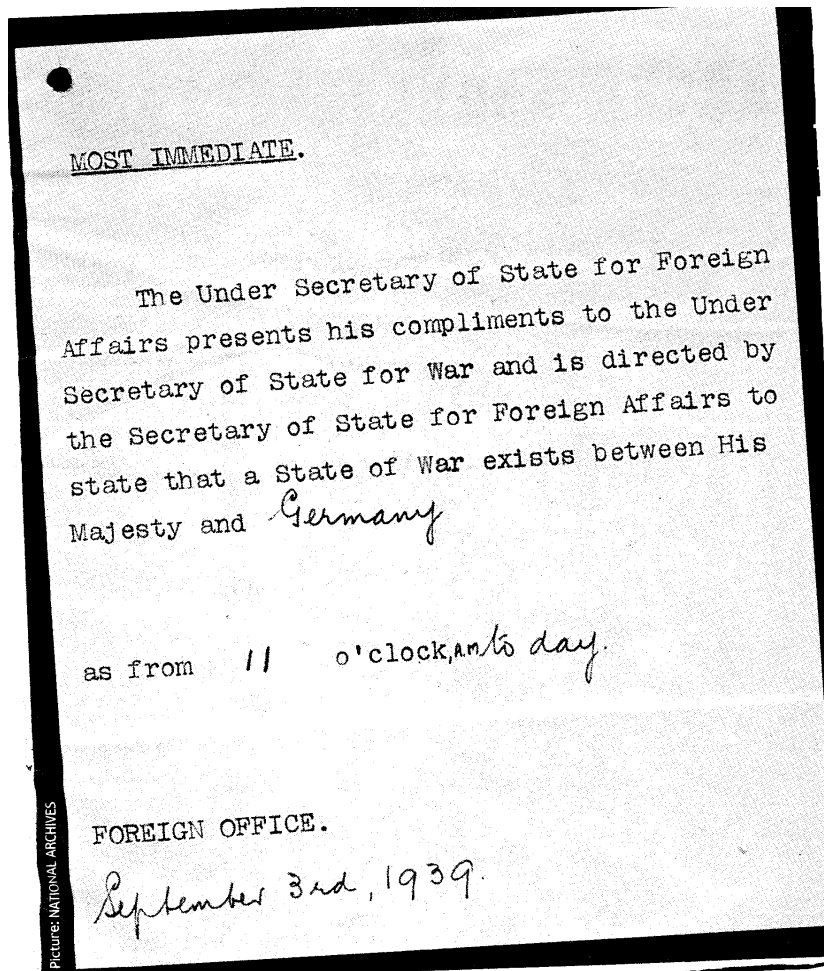 MOST IMMEDIATE.
The Under Secretary of State for Foreign
Affairs presents his compliments to the Under
Secretary of State for War and is directed by
the Secretary of State for Foreign Affairs to
state that a State of War exists between His
Majesty and Germany
as from 11 o'clock, AM to day.
FOREIGN OFFICE.
September 3rd, 1939.
Picture: NATIONAL ARCHIVES